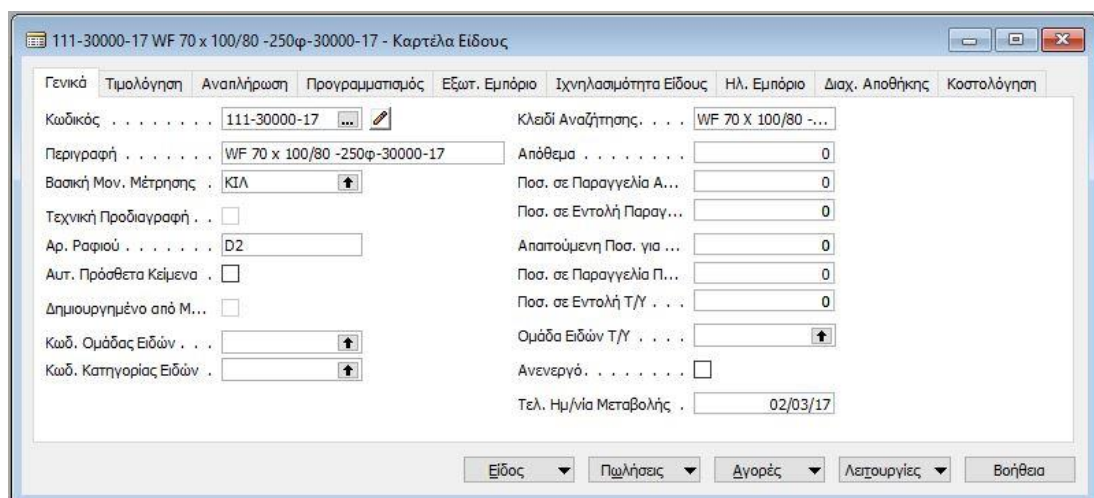 111-30000-17 WF 70 x 100/80 -250φ-30000-17 - Καρτέλα Είδους
Γενικά Τιμολόγηση Αναπλήρωση Προγραμματισμός Εξωτ. Εμπόριο Ιχνηλασιμότητα Είδους Ηλ. Εμπόριο Διαχ. Αποθήκης Κοστολόγηση
Κωδικός . . . . . . . . 111-30000-17 ...
Περιγραφή . . . . . . . WF 70 x 100/80 -250φ-30000-17
Βασική Μον. Μέτρησης . ΚΙΛ
Τεχνική Προδιαγραφή . .
Αρ. Ραφιού . . . . . . . D2
Αυτ. Πρόσθετα Κείμενα .
Δημιουργημένο από Μ...
Κωδ. Ομάδας Ειδών . . .
Κωδ. Κατηγορίας Ειδών .
Κλειδί Αναζήτησης. . . . WF 70 X 100/80 -...
Απόθεμα . . . . . . . . 0
Ποσ. σε Παραγγελία Α... 0
Ποσ. σε Εντολή Παραγ... 0
Απαιτούμενη Ποσ. για ... 0
Ποσ. σε Παραγγελία Π... 0
Ποσ. σε Εντολή Τ/Υ . . . 0
Ομάδα Ειδών Τ/Υ . . . .
Ανενεργό. . . . . . . .
Τελ. Ημ/νία Μεταβολής . 02/03/17
Είδος Πωλήσεις Αγορές Λειτουργίες Βοήθεια